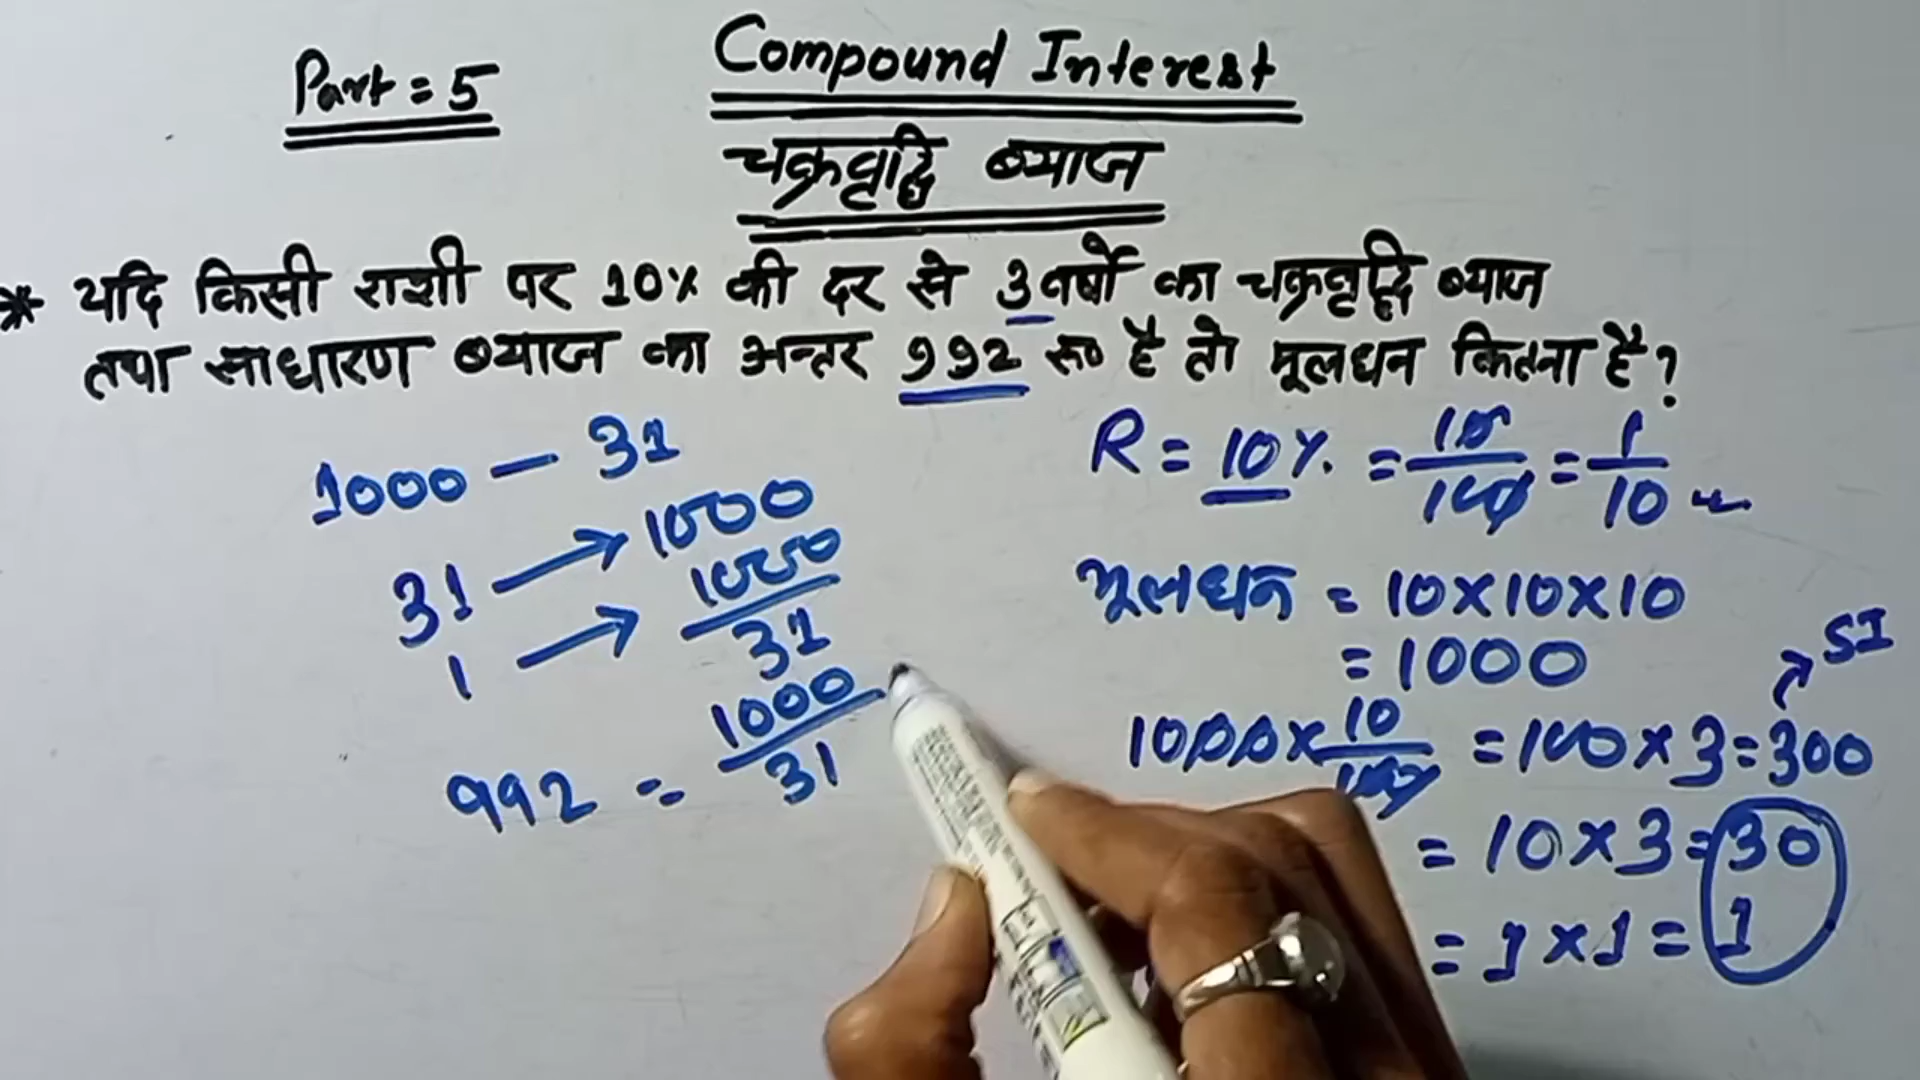 Part = 5
Compound Interest
चक्रवृद्धि ब्याज
* यदि किसी राशी पर 10% की दर से 3 वर्षो का चक्रवृद्धि ब्याज
तथा साधारण ब्याज का अन्तर 992 रू० है तो मूलधन कितना है?
1000 — 31
31 → 1000
1 → 1000/31
992 = 1000/31
R = 10% = 10/100 = 1/10
मूलधन = 10×10×10
= 1000
SI
1000 × 10/100 = 100 × 3 = 300
= 10 × 3 = 30
= 1 × 1 = 1